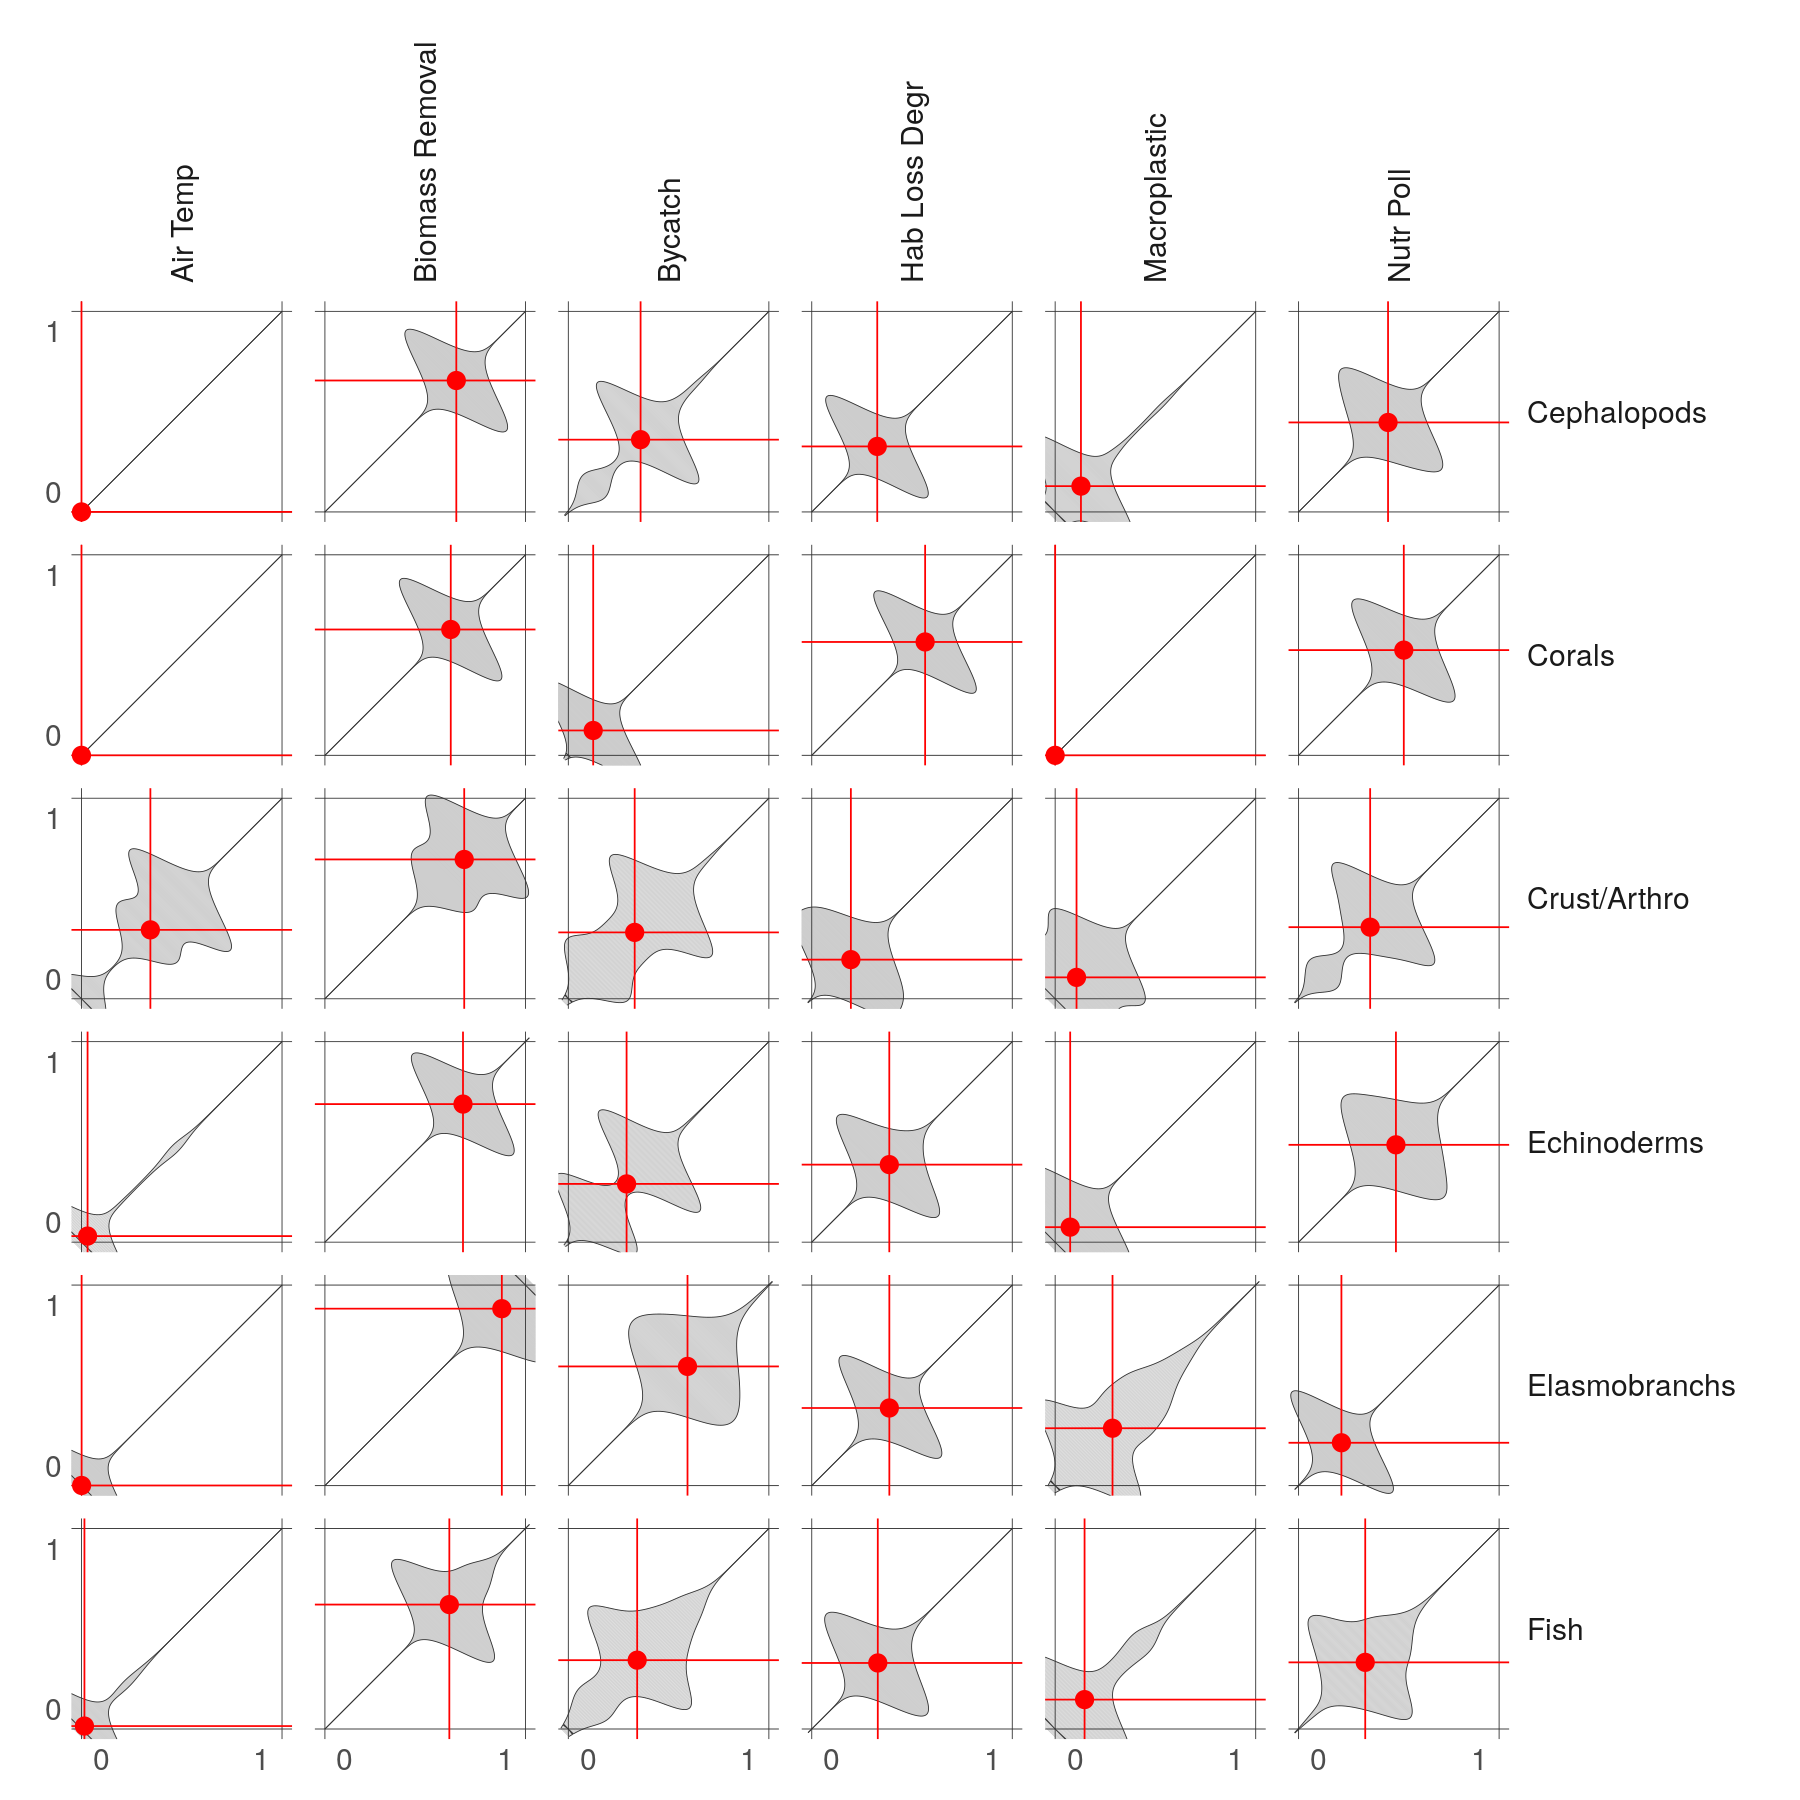 Air Temp
Biomass Removal
Bycatch
Hab Loss Degr
Macroplastic
Nutr Poll
1
0
Cephalopods
1
0
Corals
1
0
Crust/Arthro
1
0
Echinoderms
1
0
Elasmobranchs
1
0
Fish
0 1 0 1 0 1 0 1 0 1 0 1